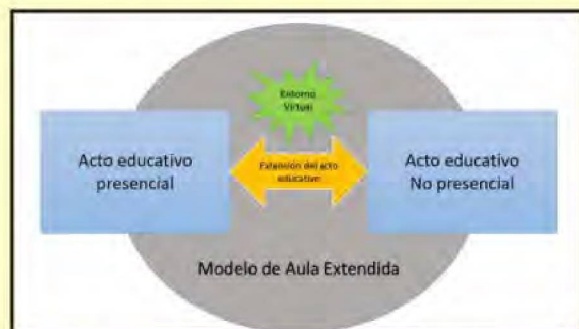 Entorno
Virtual
Acto educativo
presencial
Extensión del acto
educativo
Acto educativo
No presencial
Modelo de Aula Extendida